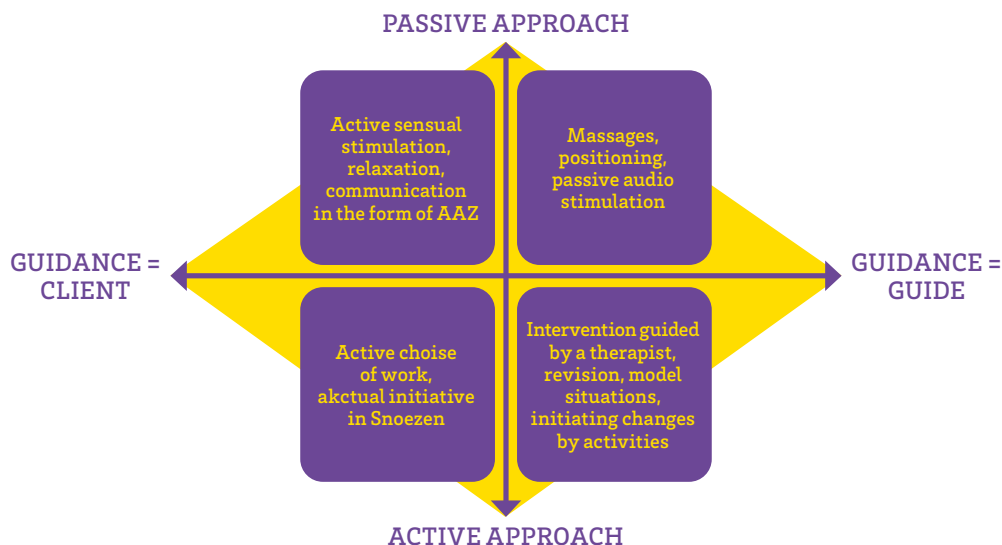 PASSIVE APPROACH
Active sensual
stimulation,
relaxation,
communication
in the form of AAZ
Massages,
positioning,
passive audio
stimulation
GUIDANCE =
CLIENT
GUIDANCE =
GUIDE
Active choise
of work,
akctual initiative
in Snoezen
Intervention guided
by a therapist,
revision, model
situations,
initiating changes
by activities
ACTIVE APPROACH